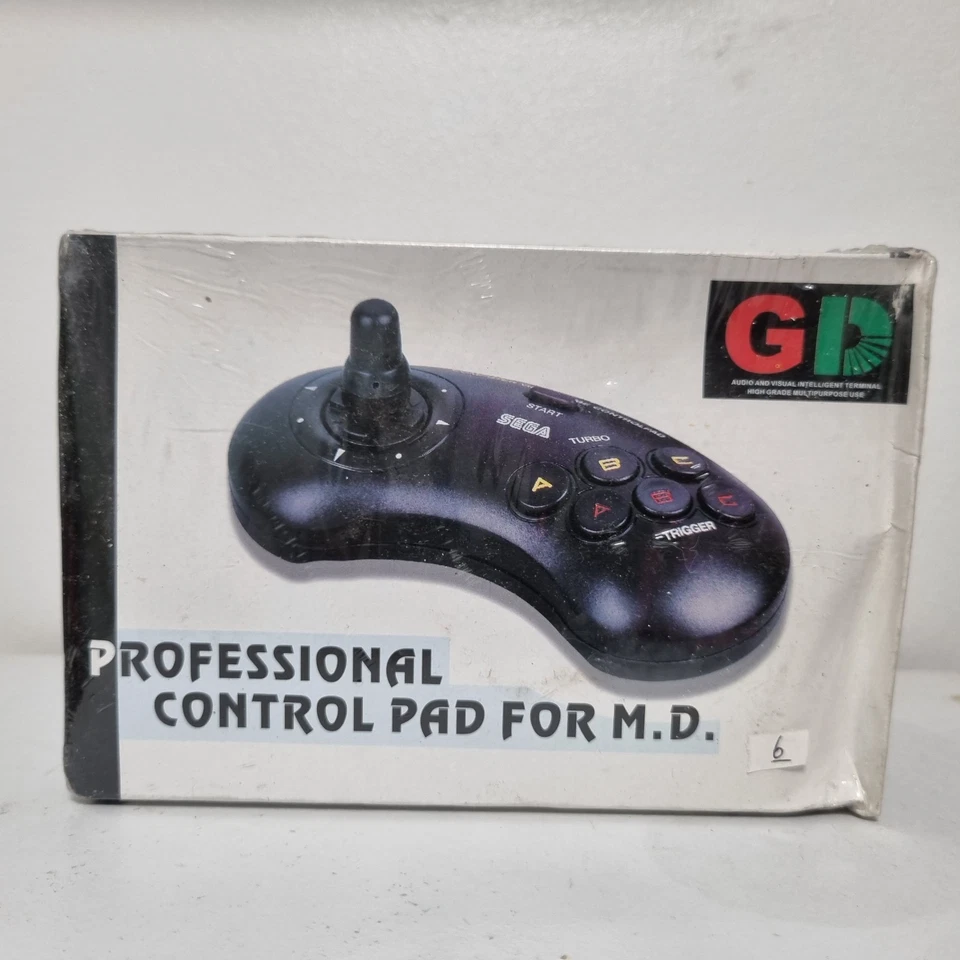 GD
AUDIO AND VISUAL INTELLIGENT TERMINAL
HIGH GRADE MULTIPURPOSE USE
START
SEGA
TURBO
B
C
A
A
B
C
TRIGGER
PROFESSIONAL
CONTROL PAD FOR M.D.
6